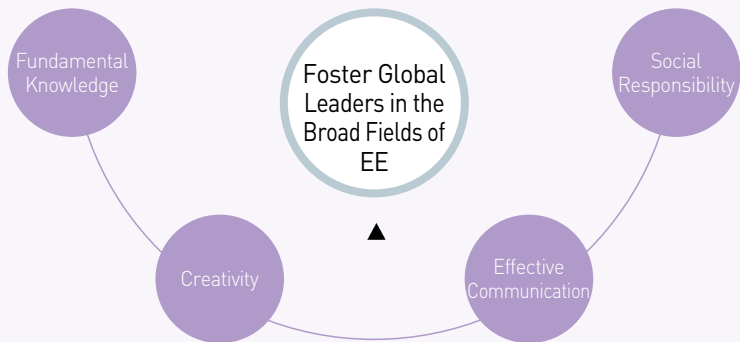 Fundamental
Knowledge
Foster Global
Leaders in the
Broad Fields of
EE
Social
Responsibility
Creativity
Effective
Communication